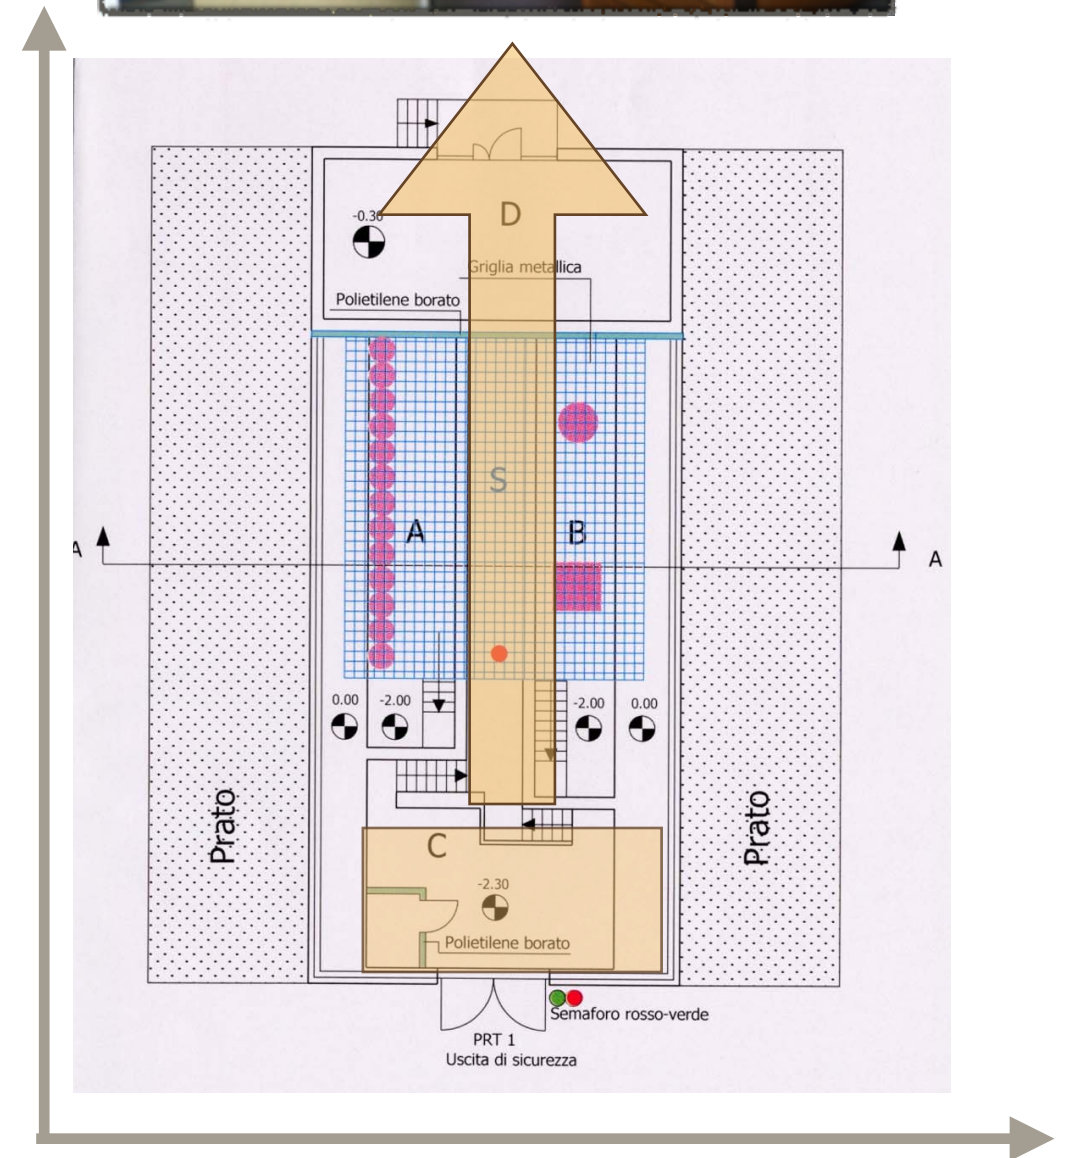 D
-0.30
Griglia metallica
Polietilene borato
S
A
B
A
A
0.00
-2.00
-2.00
0.00
Prato
Prato
C
-2.30
Polietilene borato
Semaforo rosso-verde
PRT 1
Uscita di sicurezza